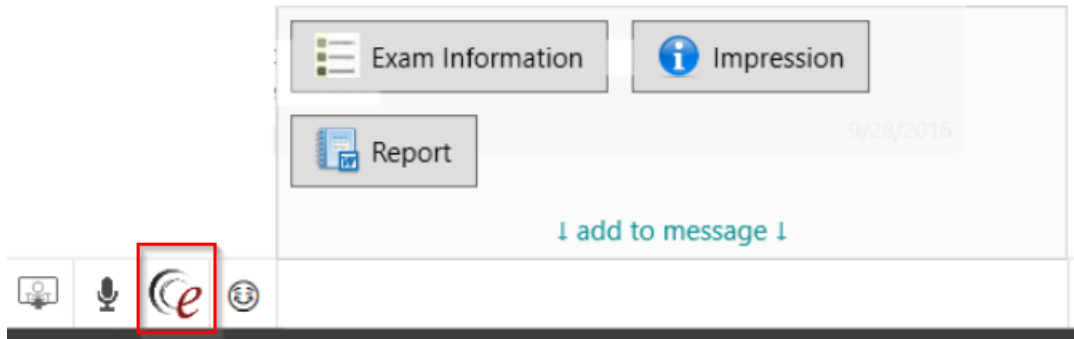 Exam Information
Impression
9/28/2016
Report
↓ add to message ↓
e